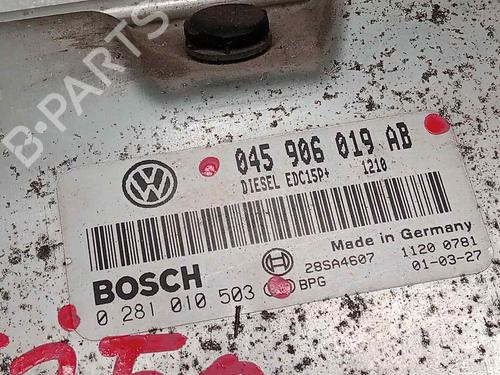 B-PARTS
VW
045 906 019 AB
DIESEL EDC15P+ 1210
BOSCH
0 281 010 503
28SA4607
BPG
Made in Germany
1120 0781
01-03-27